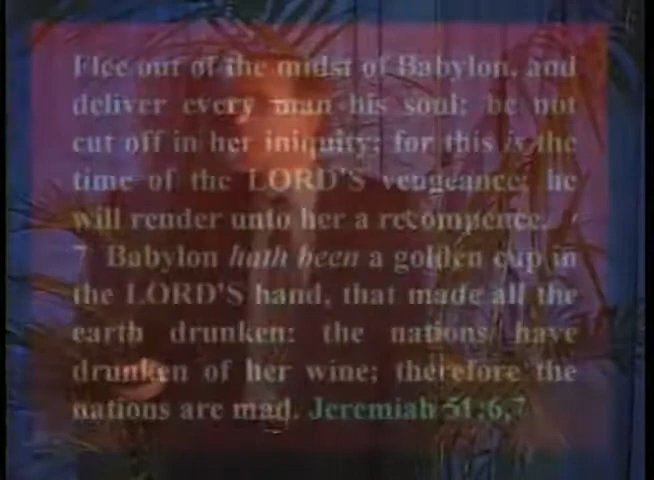 Flee out of the midst of Babylon, and
deliver every man his soul: be not
cut off in her iniquity; for this is the
time of the LORD'S vengeance; he
will render unto her a recompence.
7 Babylon hath been a golden cup in
the LORD'S hand, that made all the
earth drunken: the nations have
drunken of her wine; therefore the
nations are mad. Jeremiah 51:6,7